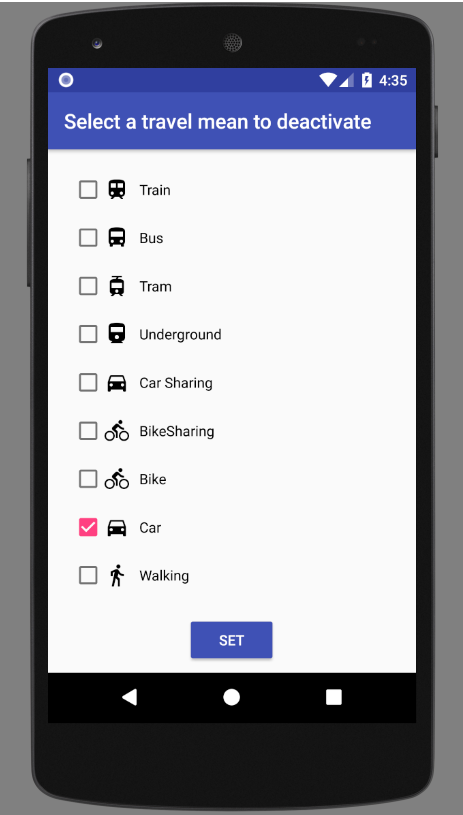 4:35
Select a travel mean to deactivate
Train
Bus
Tram
Underground
Car Sharing
BikeSharing
Bike
Car
Walking
SET